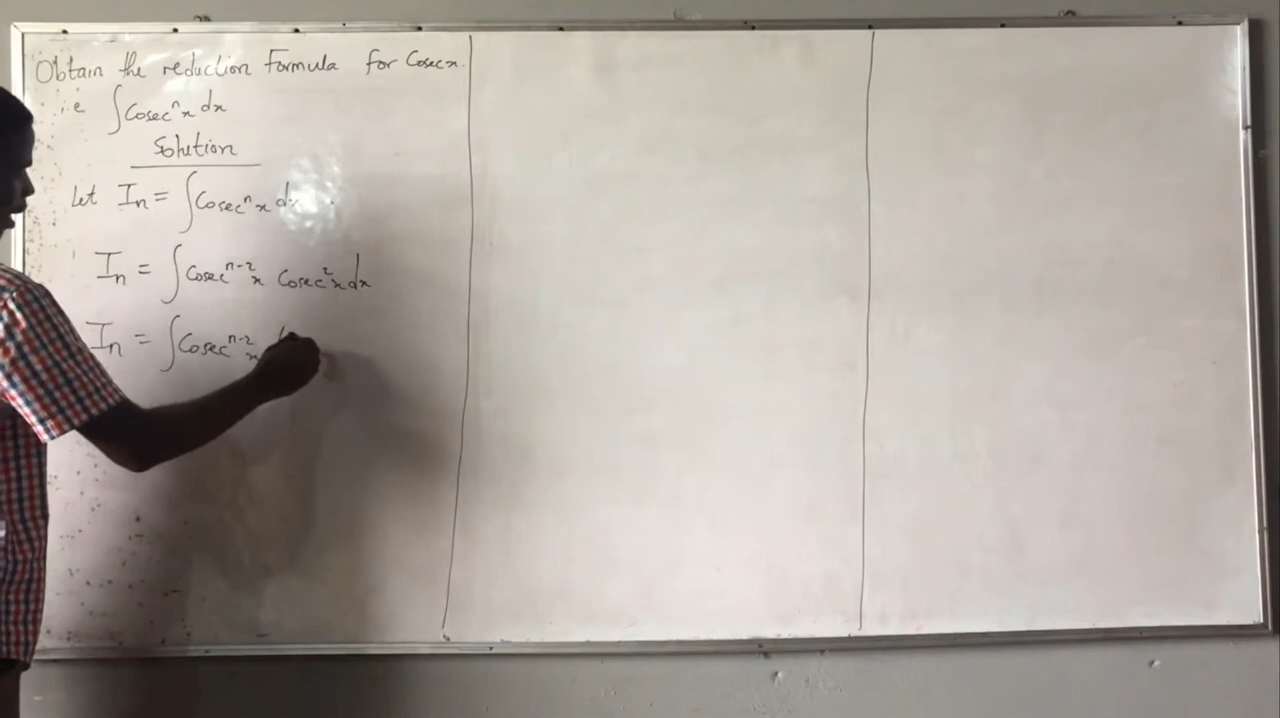 Obtain the reduction Formula for Cosecx.
i.e ∫Cosecⁿx dx
Solution
Let Iₙ = ∫Cosecⁿx dx
Iₙ = ∫Cosecⁿ⁻²x Cosec²x dx
Iₙ = ∫Cosecⁿ⁻²x